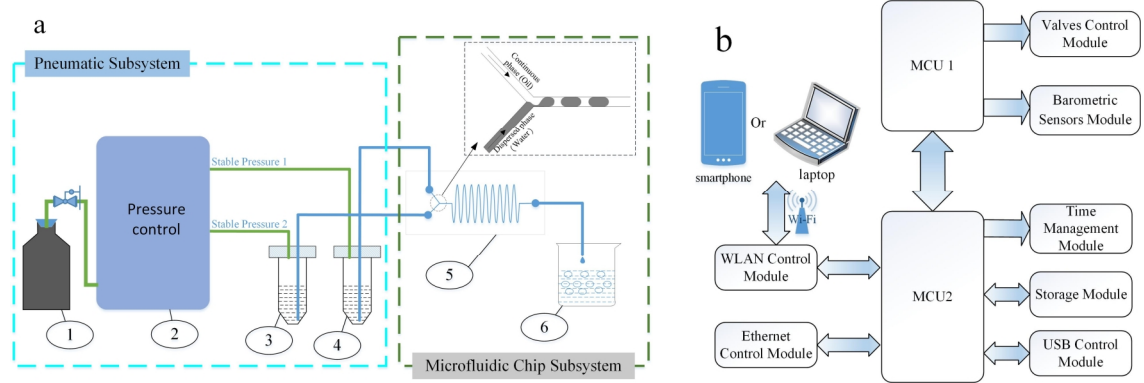 a
Pneumatic Subsystem
Continuous
phase (Oil)
Dispersed phase
(Water)
Stable Pressure 1
Pressure
control
Stable Pressure 2
1
2
3
4
5
6
Microfluidic Chip Subsystem
b
Or
smartphone
laptop
Wi-Fi
MCU 1
Valves Control
Module
Barometric
Sensors Module
WLAN Control
Module
MCU2
Time
Management
Module
Storage Module
Ethernet
Control Module
USB Control
Module